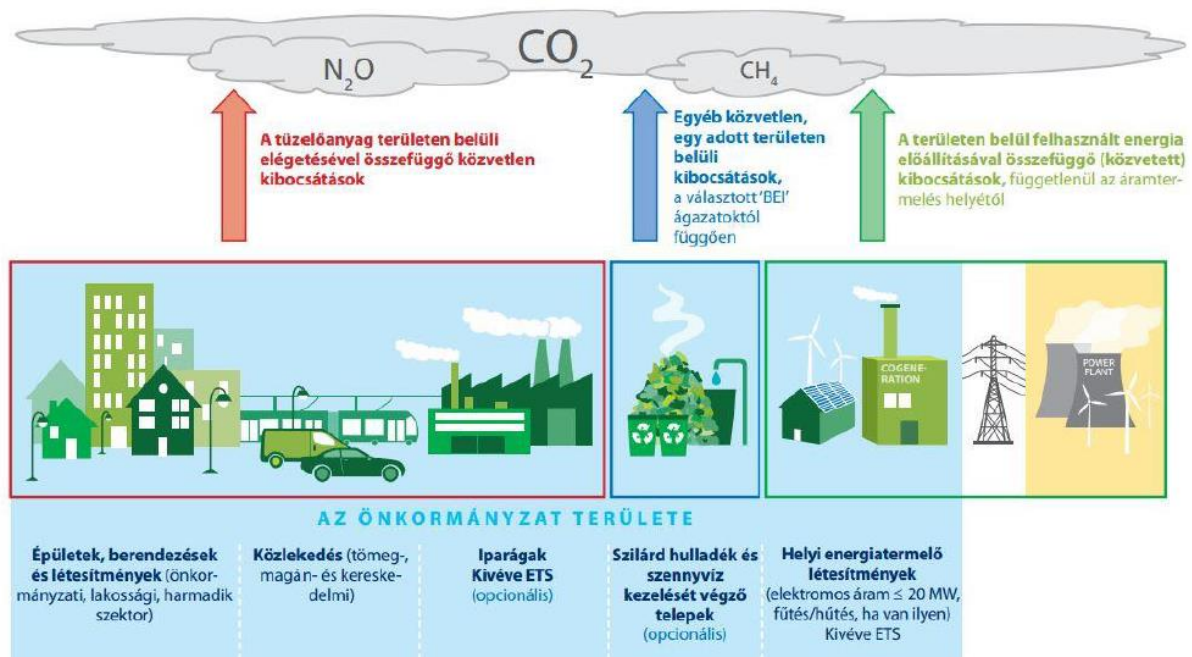 CO₂
N₂O
CH₄
A tüzelőanyag területen belüli
elégetésével összefüggő közvetlen
kibocsátások
Egyéb közvetlen,
egy adott területen
belüli
kibocsátások,
a választott 'BEI'
ágazatoktól
függően
A területen belül felhasznált energia
előállításával összefüggő (közvetett)
kibocsátások, függetlenül az áramter-
melés helyétől
COGENE-
RATION
POWER
PLANT
AZ ÖNKORMÁNYZAT TERÜLETE
Épületek, berendezések
és létesítmények (önkor-
mányzati, lakossági, harmadik
szektor)
Közlekedés (tömeg-,
magán- és kereske-
delmi)
Iparágak
Kivéve ETS
(opcionális)
Szilárd hulladék és
szennyvíz
kezelését végző
telepek
(opcionális)
Helyi energiatermelő
létesítmények
(elektromos áram ≤ 20 MW,
fűtés/hűtés, ha van ilyen)
Kivéve ETS